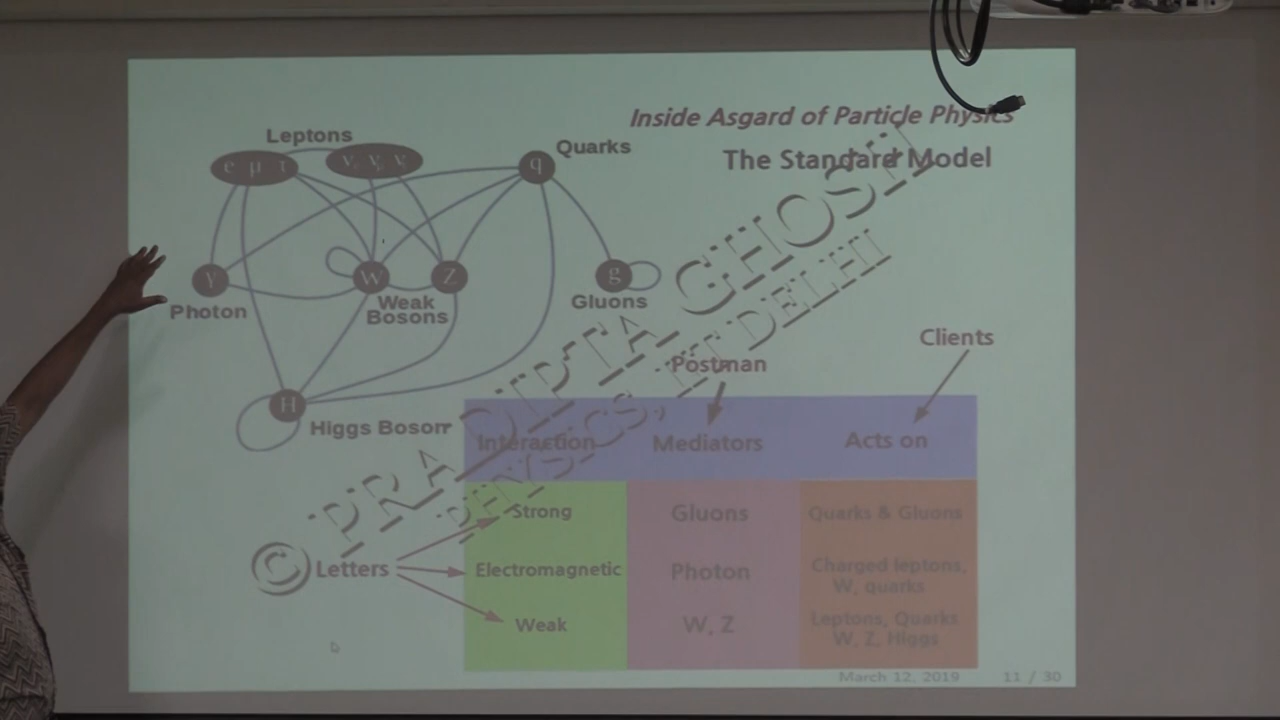 Inside Asgard of Particle Physics
The Standard Model
Leptons
e μ τ
ν ν ν
q
Quarks
γ
W
Z
g
Photon
Weak
Bosons
Gluons
H
Higgs Boson
Postman
Clients
Interaction Mediators Acts on
Letters
Strong Gluons Quarks & Gluons
Electromagnetic Photon Charged leptons,
W, quarks
Weak W, Z Leptons, Quarks
W, Z, Higgs
© PRADIPTA GHOSH
PHYSICS, IIT DELHI
March 12, 2019 11 / 30